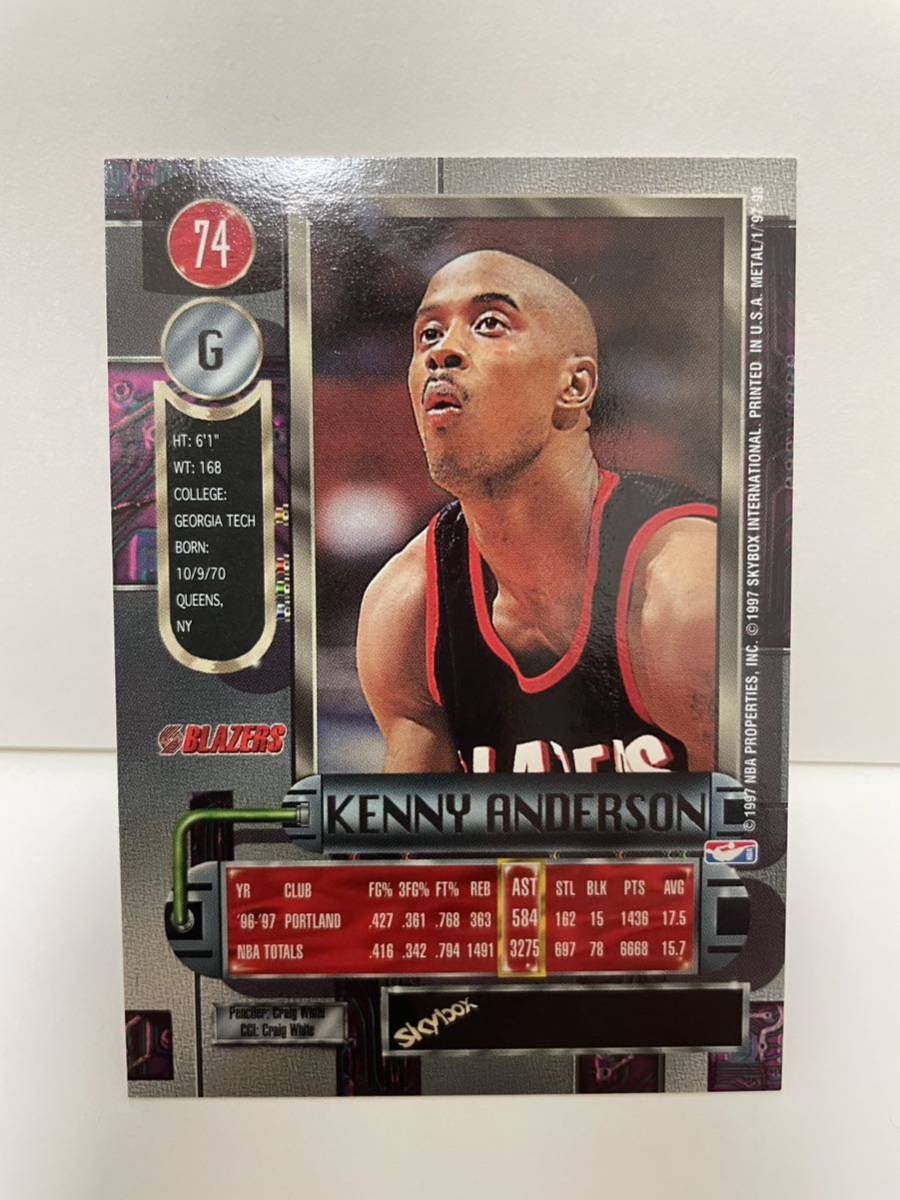 74
G
HT: 6'1"
WT: 168
COLLEGE:
GEORGIA TECH
BORN:
10/9/70
QUEENS,
NY
BLAZERS
KENNY ANDERSON
YR CLUB FG% 3FG% FT% REB AST STL BLK PTS AVG
'96-'97 PORTLAND .427 .361 .768 363 584 162 15 1436 17.5
NBA TOTALS .416 .342 .794 1491 3275 697 78 6668 15.7
Penciler: Craig White
CGI: Craig White
Skybox
NBA
© 1997 NBA PROPERTIES, INC. © 1997 SKYBOX INTERNATIONAL. PRINTED IN U.S.A. METAL/1/'97-98